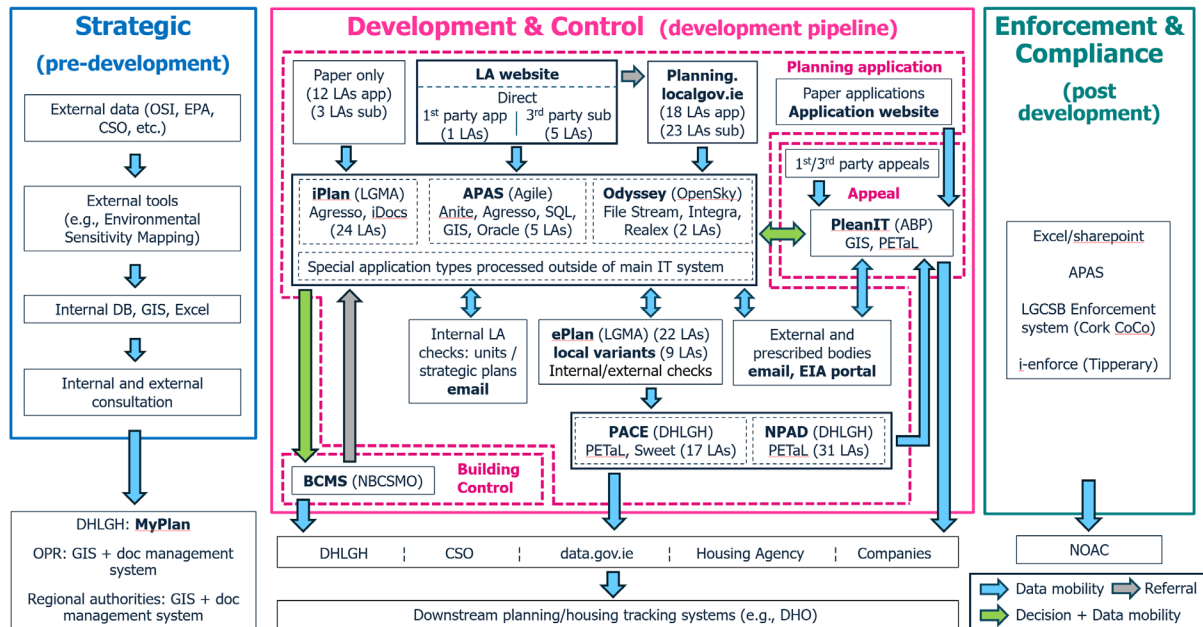 Strategic
(pre-development)
External data (OSI, EPA,
CSO, etc.)
External tools
(e.g., Environmental
Sensitivity Mapping)
Internal DB, GIS, Excel
Internal and external
consultation
DHLGH: MyPlan
OPR: GIS + doc management
system
Regional authorities: GIS + doc
management system
Development & Control (development pipeline)
Paper only
(12 LAs app)
(3 LAs sub)
LA website
Direct
1st party app
(1 LAs)
3rd party sub
(5 LAs)
Planning.
localgov.ie
(18 LAs app)
(23 LAs sub)
Planning application
Paper applications
Application website
1st/3rd party appeals
Appeal
PleanIT (ABP)
GIS, PETaL
iPlan (LGMA)
Agresso, iDocs
(24 LAs)
APAS (Agile)
Anite, Agresso, SQL,
GIS, Oracle (5 LAs)
Odyssey (OpenSky)
File Stream, Integra,
Realex (2 LAs)
Special application types processed outside of main IT system
Internal LA
checks: units /
strategic plans
email
ePlan (LGMA) (22 LAs)
local variants (9 LAs)
Internal/external checks
External and
prescribed bodies
email, EIA portal
PACE (DHLGH)
PETaL, Sweet (17 LAs)
NPAD (DHLGH)
PETaL (31 LAs)
BCMS (NBCSMO)
Building
Control
DHLGH
CSO
data.gov.ie
Housing Agency
Companies
Downstream planning/housing tracking systems (e.g., DHO)
Enforcement
& Compliance
(post
development)
Excel/sharepoint
APAS
LGCSB Enforcement
system (Cork CoCo)
i-enforce (Tipperary)
NOAC
Data mobility
Referral
Decision + Data mobility